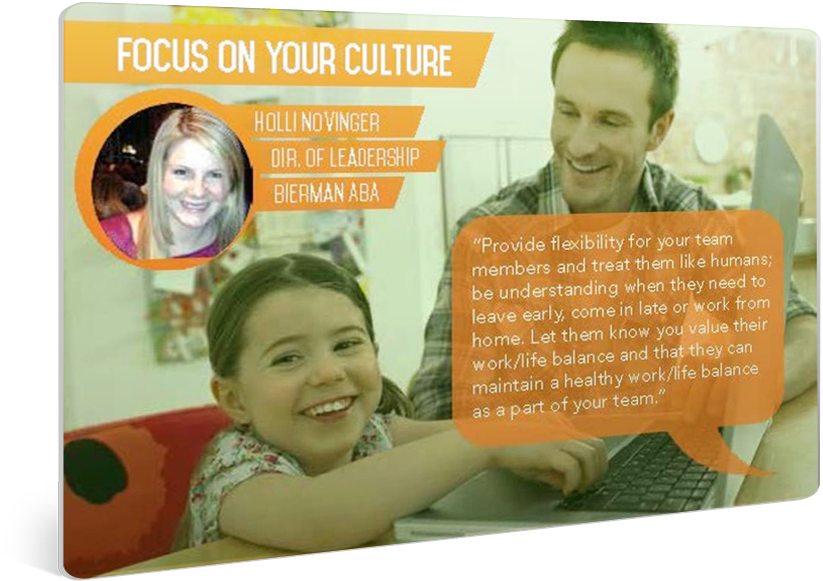 FOCUS ON YOUR CULTURE
HOLLI NOVINGER
DIR. OF LEADERSHIP
BIERMAN ABA
“Provide flexibility for your team
members and treat them like humans;
be understanding when they need to
leave early, come in late or work from
home. Let them know you value their
work/life balance and that they can
maintain a healthy work/life balance
as a part of your team.”